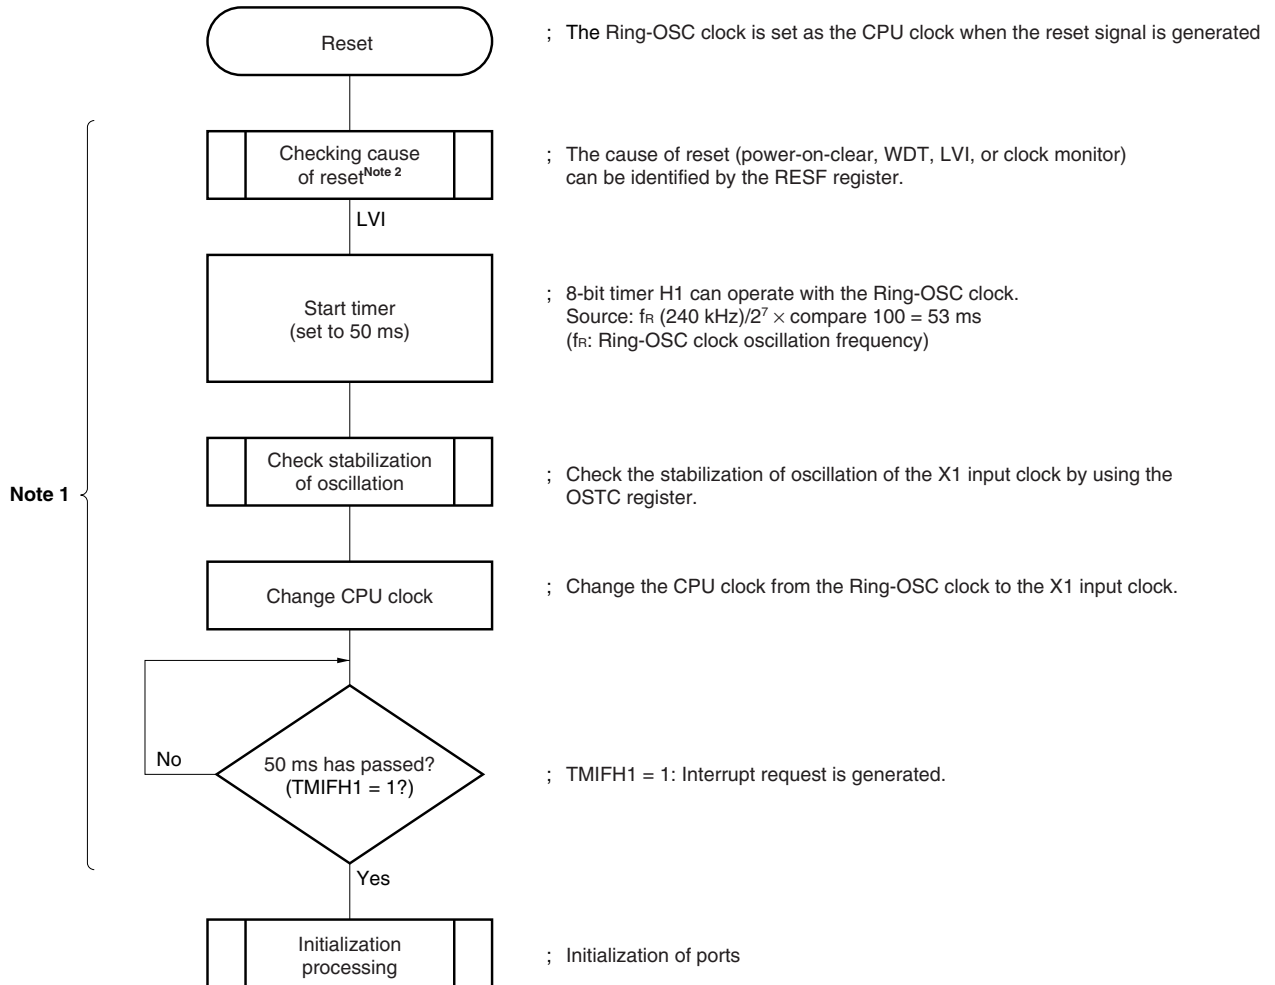 Reset
; The Ring-OSC clock is set as the CPU clock when the reset signal is generated
Checking cause
of reset Note 2
; The cause of reset (power-on-clear, WDT, LVI, or clock monitor)
can be identified by the RESF register.
LVI
Start timer
(set to 50 ms)
; 8-bit timer H1 can operate with the Ring-OSC clock.
Source: fR (240 kHz)/2⁷ × compare 100 = 53 ms
(fR: Ring-OSC clock oscillation frequency)
Note 1
Check stabilization
of oscillation
; Check the stabilization of oscillation of the X1 input clock by using the
OSTC register.
Change CPU clock
; Change the CPU clock from the Ring-OSC clock to the X1 input clock.
No
50 ms has passed?
(TMIFH1 = 1?)
; TMIFH1 = 1: Interrupt request is generated.
Yes
Initialization
processing
; Initialization of ports